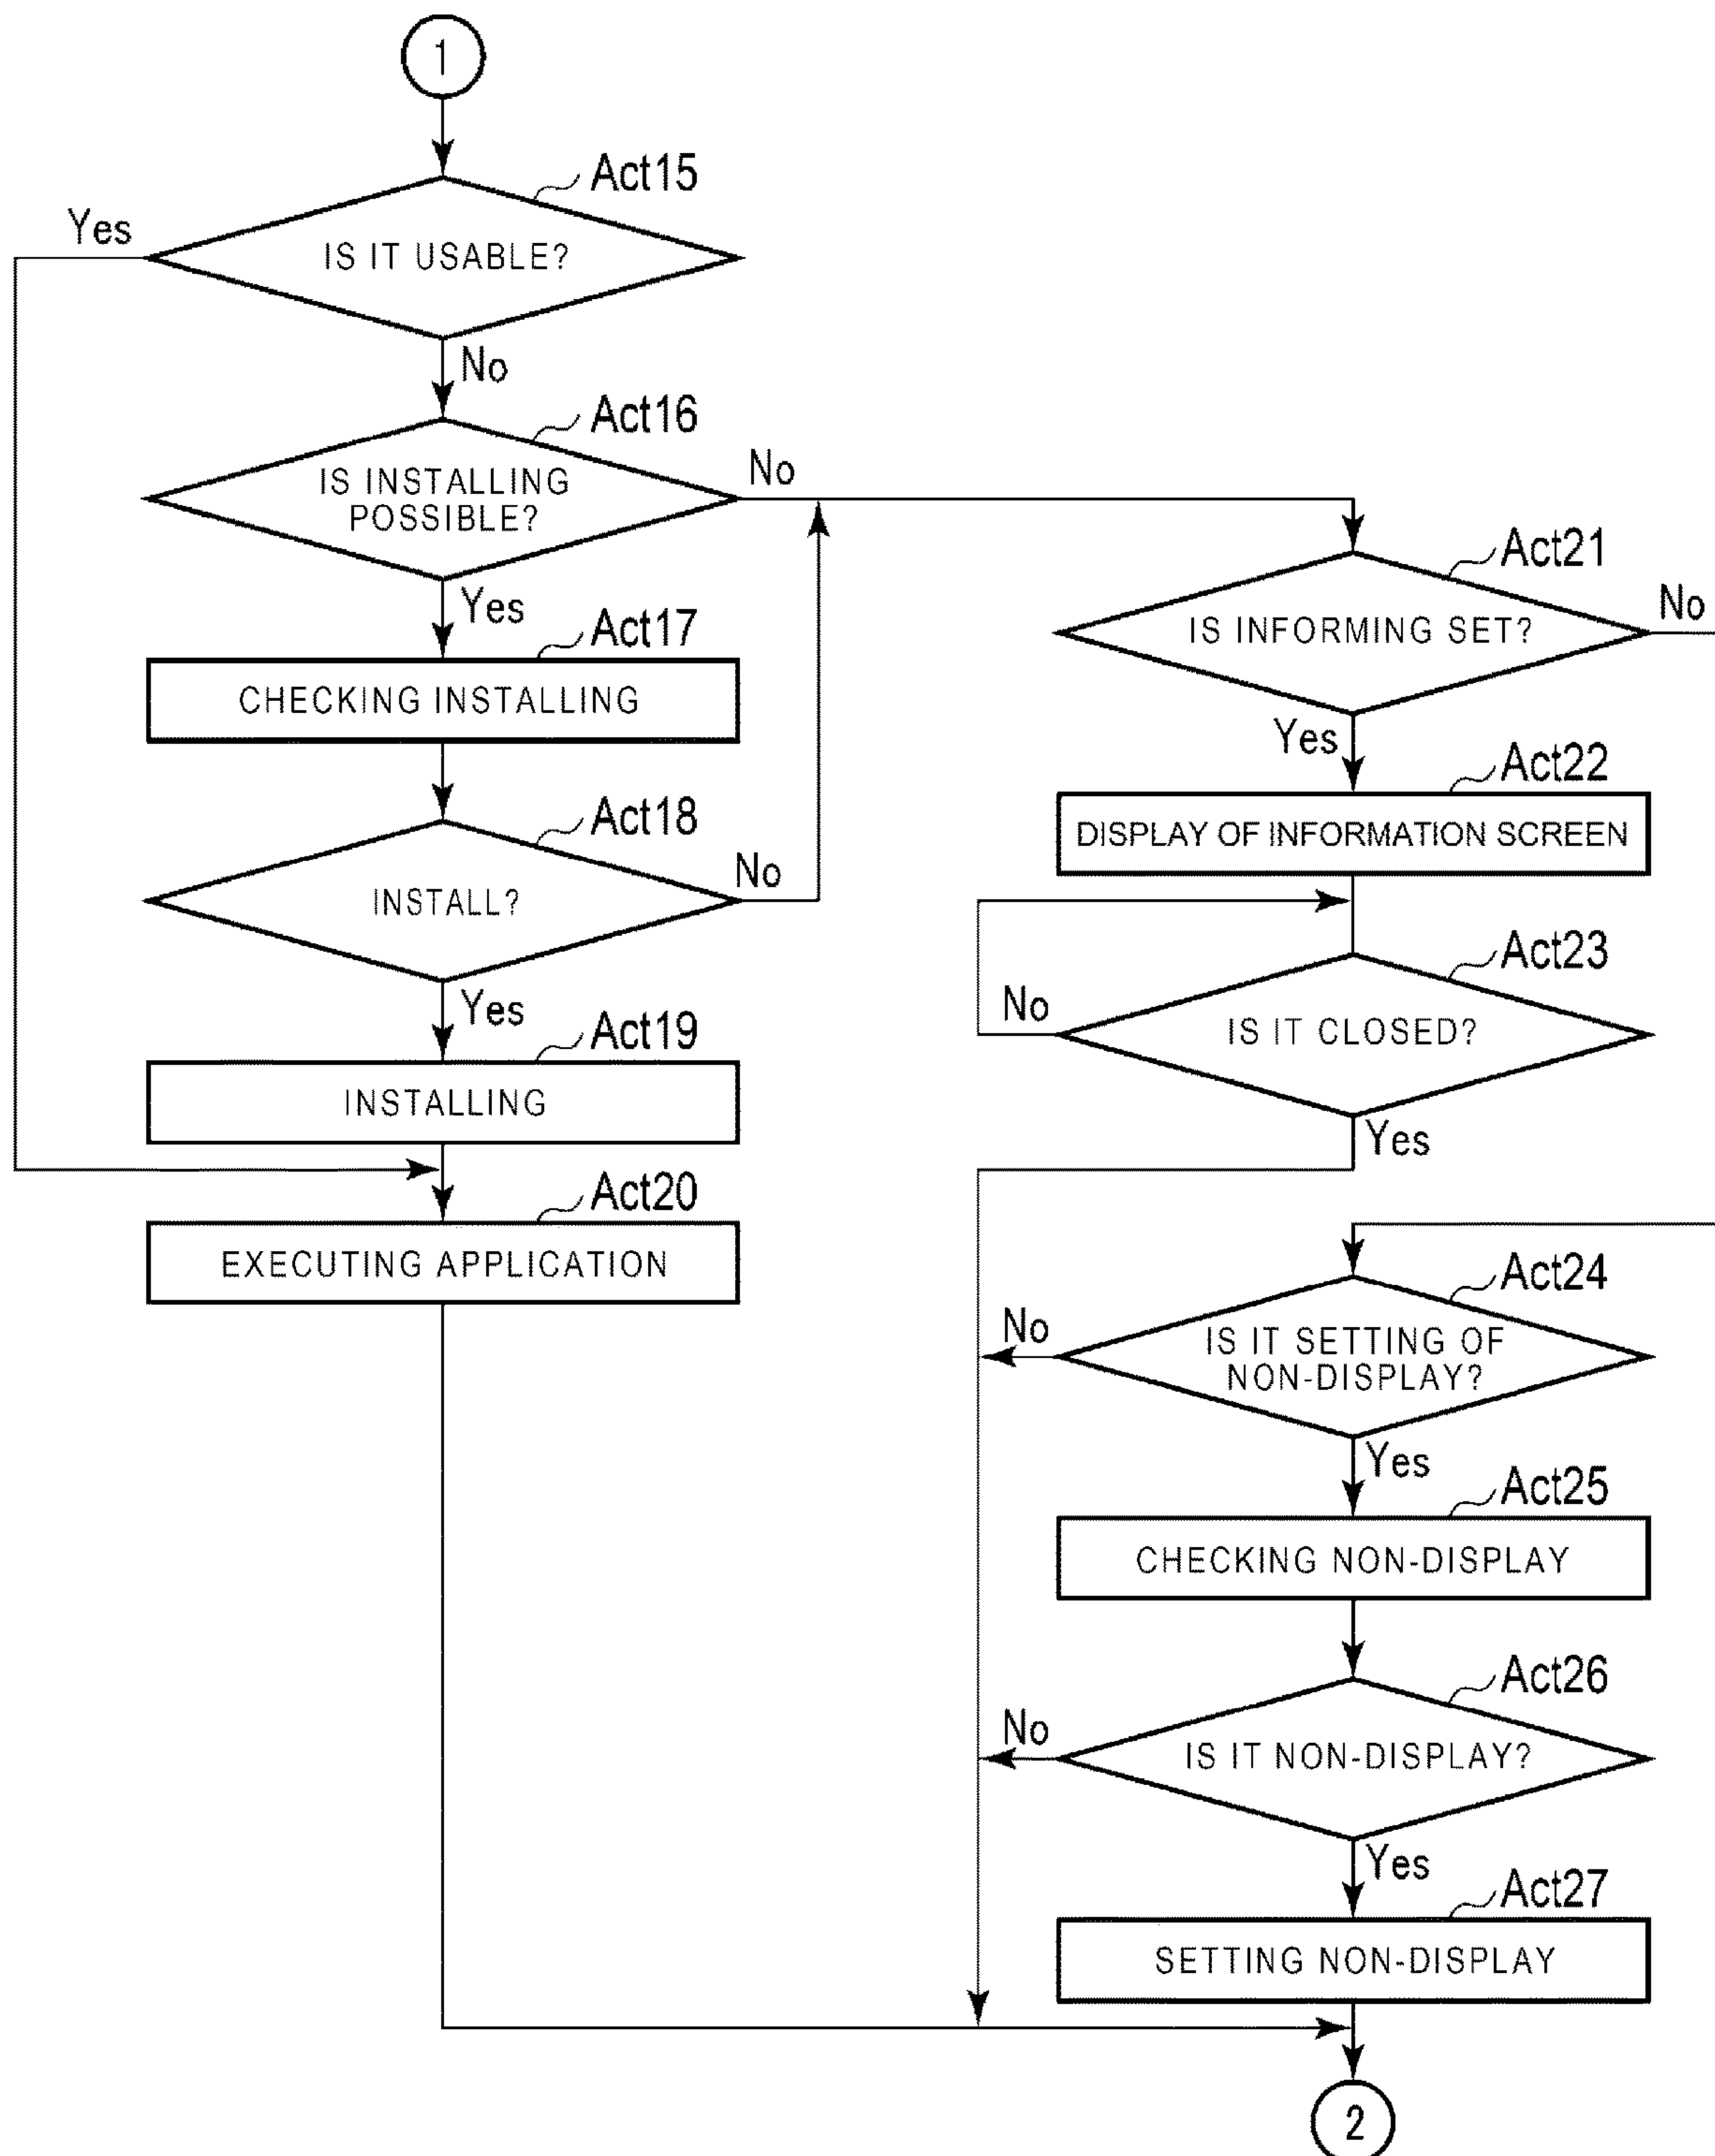 1
Act15
Yes
IS IT USABLE?
No
Act16
IS INSTALLING
POSSIBLE?
No
Yes
Act17
CHECKING INSTALLING
Act18
INSTALL?
No
Yes
Act19
INSTALLING
Act20
EXECUTING APPLICATION
Act21
IS INFORMING SET?
No
Yes
Act22
DISPLAY OF INFORMATION SCREEN
Act23
No
IS IT CLOSED?
Yes
Act24
No
IS IT SETTING OF
NON-DISPLAY?
Yes
Act25
CHECKING NON-DISPLAY
Act26
No
IS IT NON-DISPLAY?
Yes
Act27
SETTING NON-DISPLAY
2